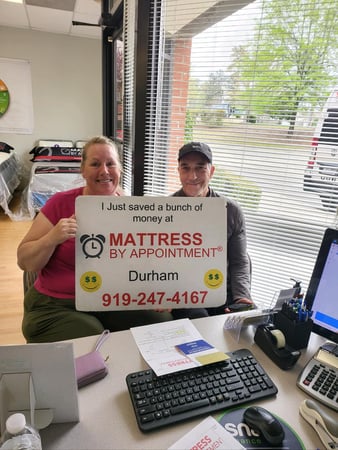 I Just saved a bunch of
money at
MATTRESS
BY APPOINTMENT®
Durham
$$
$$
919-247-4167